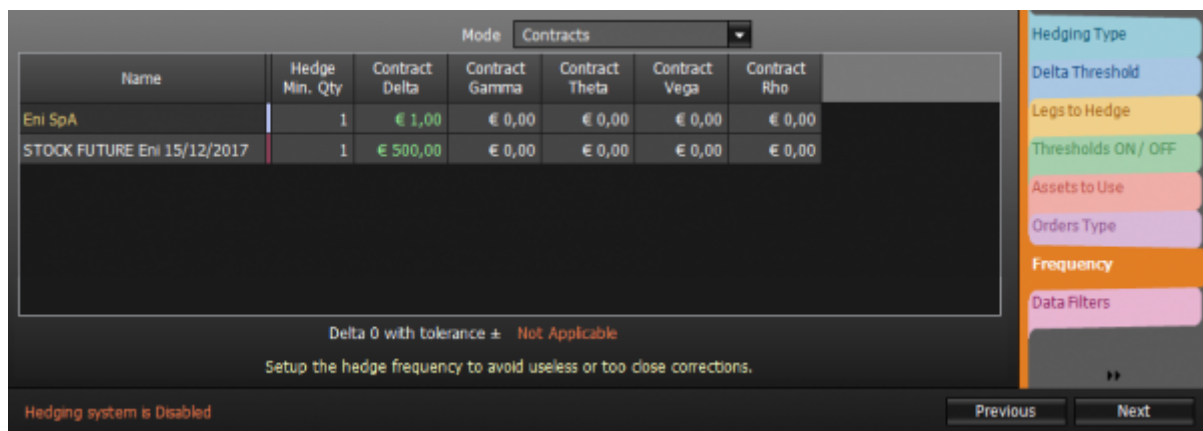 Mode Contracts
Name Hedge Min. Qty Contract Delta Contract Gamma Contract Theta Contract Vega Contract Rho
Eni SpA 1 € 1,00 € 0,00 € 0,00 € 0,00 € 0,00
STOCK FUTURE Eni 15/12/2017 1 € 500,00 € 0,00 € 0,00 € 0,00 € 0,00
Delta 0 with tolerance ± Not Applicable
Setup the hedge frequency to avoid useless or too close corrections.
Hedging Type
Delta Threshold
Legs to Hedge
Thresholds ON / OFF
Assets to Use
Orders Type
Frequency
Data Filters
Hedging system is Disabled
Previous Next